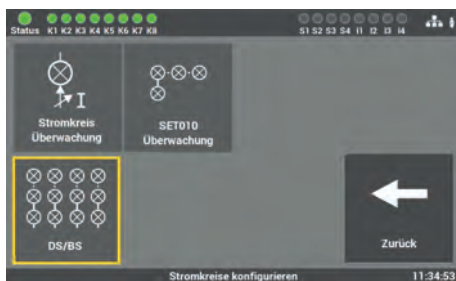 Status K1 K2 K3 K4 K5 K6 K7 K8 S1 S2 S3 S4 I1 I2 I3 I4
I
Stromkreis
Überwachung
SET010
Überwachung
DS/BS
Zurück
Stromkreise konfigurieren 11:34:53